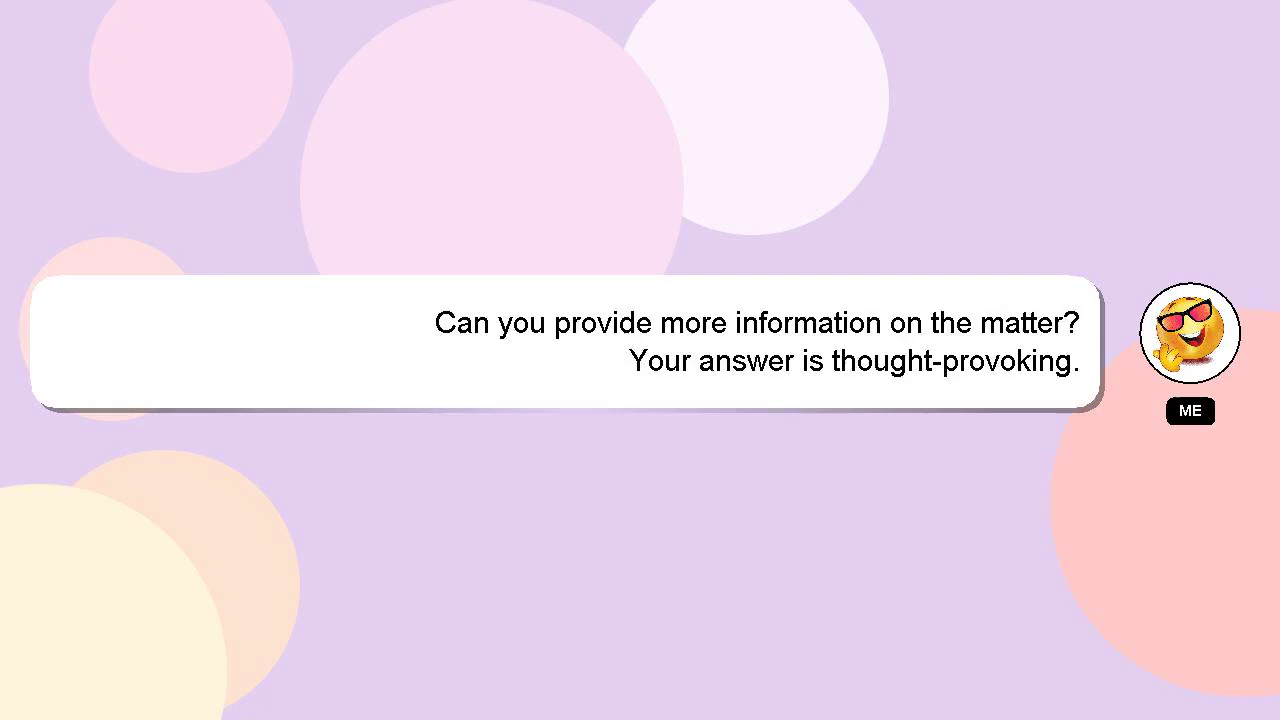 Can you provide more information on the matter?
Your answer is thought-provoking.
ME